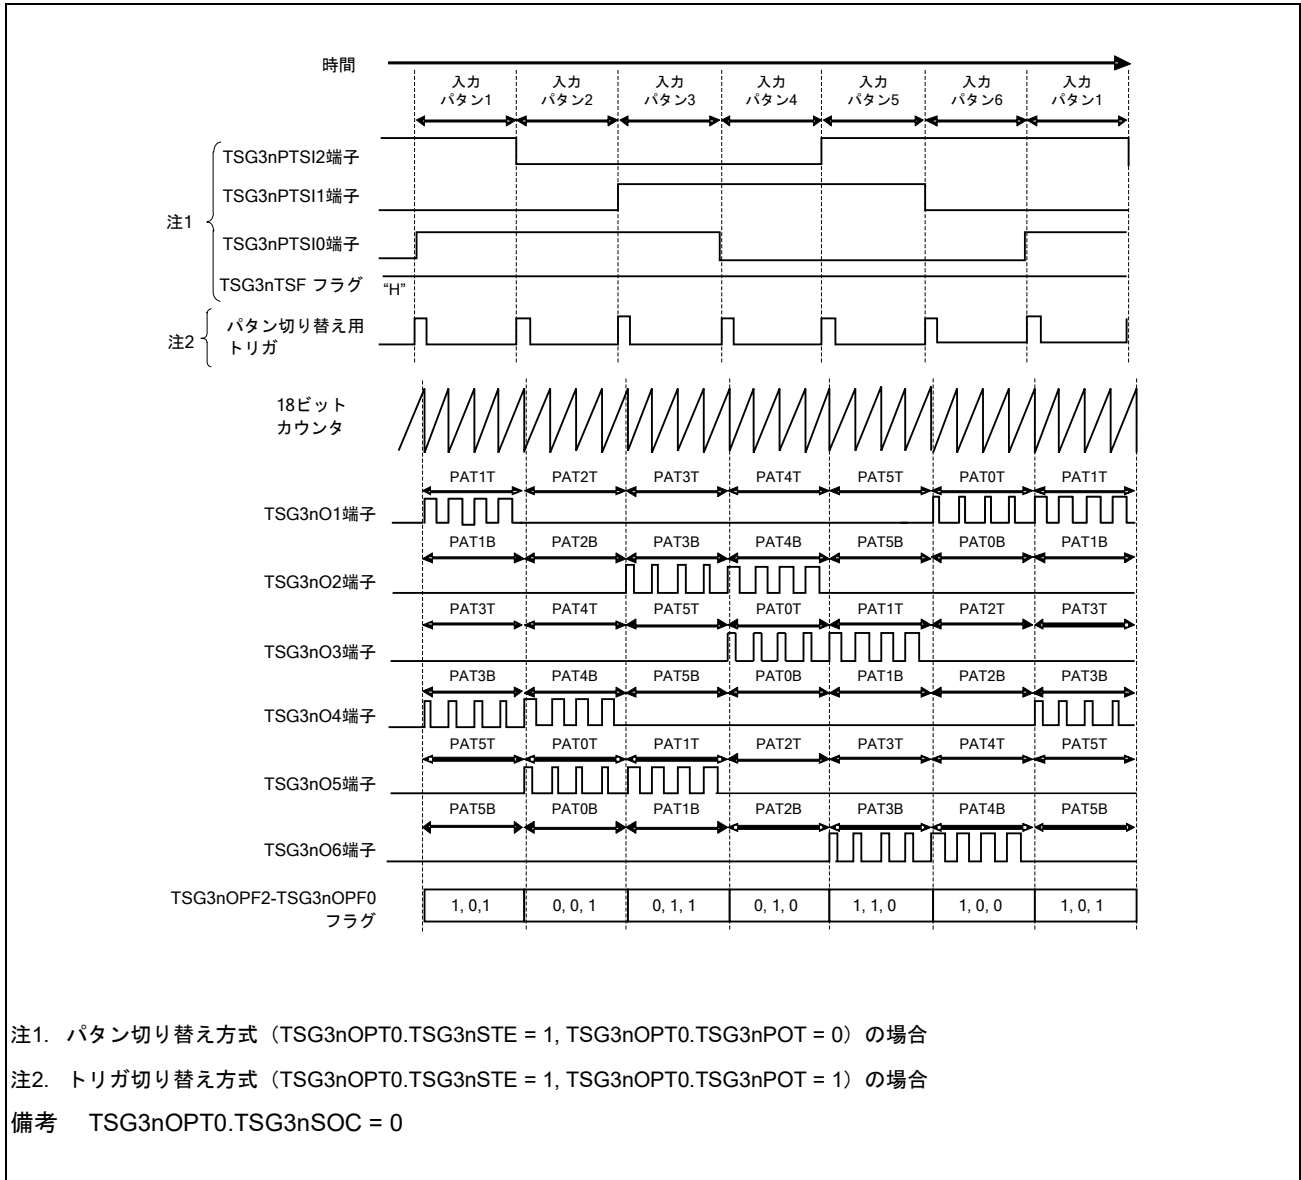 時間
入力 入力 入力 入力 入力 入力 入力
パタン1 パタン2 パタン3 パタン4 パタン5 パタン6 パタン1
TSG3nPTSI2端子
TSG3nPTSI1端子
注1
TSG3nPTSI0端子
TSG3nTSF フラグ “H”
パタン切り替え用
注2
トリガ
18ビット
カウンタ
PAT1T PAT2T PAT3T PAT4T PAT5T PAT0T PAT1T
TSG3nO1端子
PAT1B PAT2B PAT3B PAT4B PAT5B PAT0B PAT1B
TSG3nO2端子
PAT3T PAT4T PAT5T PAT0T PAT1T PAT2T PAT3T
TSG3nO3端子
PAT3B PAT4B PAT5B PAT0B PAT1B PAT2B PAT3B
TSG3nO4端子
PAT5T PAT0T PAT1T PAT2T PAT3T PAT4T PAT5T
TSG3nO5端子
PAT5B PAT0B PAT1B PAT2B PAT3B PAT4B PAT5B
TSG3nO6端子
TSG3nOPF2-TSG3nOPF0
フラグ
1, 0,1 0, 0, 1 0, 1, 1 0, 1, 0 1, 1, 0 1, 0, 0 1, 0, 1
注1. パタン切り替え方式（TSG3nOPT0.TSG3nSTE = 1, TSG3nOPT0.TSG3nPOT = 0）の場合
注2. トリガ切り替え方式（TSG3nOPT0.TSG3nSTE = 1, TSG3nOPT0.TSG3nPOT = 1）の場合
備考 TSG3nOPT0.TSG3nSOC = 0